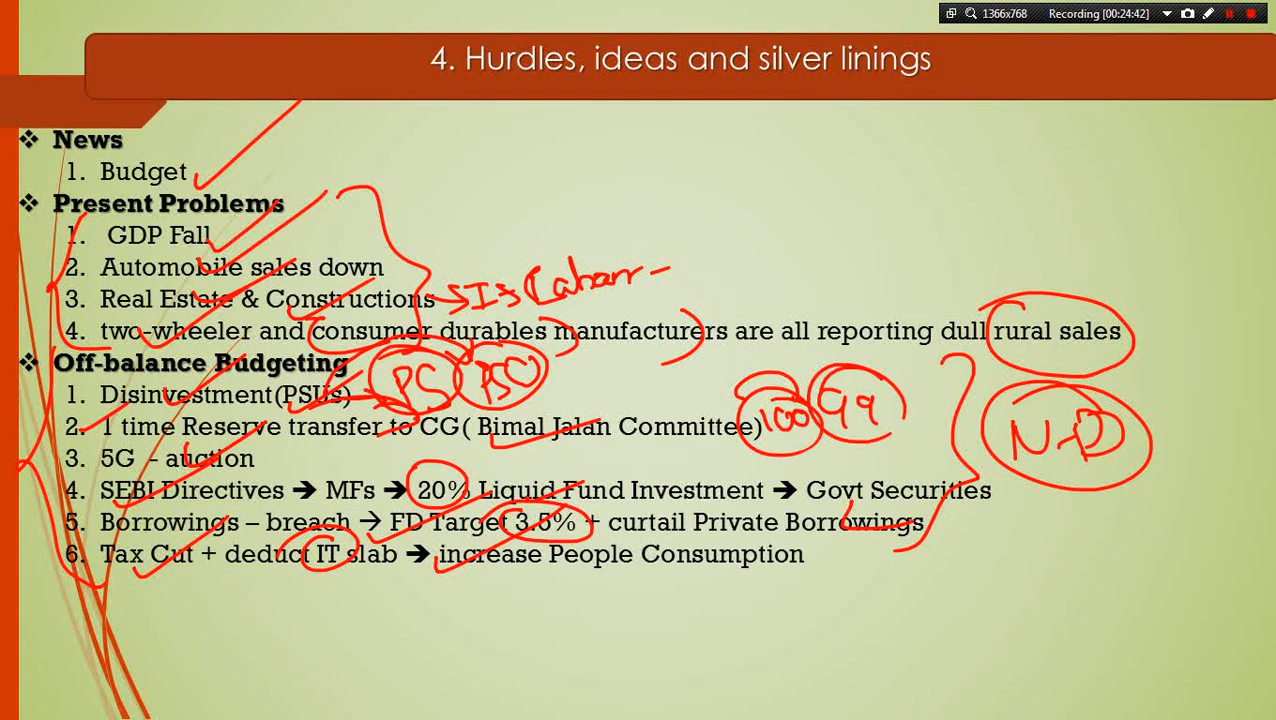 1366x768 Recording [00:24:42]
4. Hurdles, ideas and silver linings
❖ News
1. Budget
❖ Present Problems
1. GDP Fall
2. Automobile sales down
3. Real Estate & Constructions
4. two-wheeler and consumer durables manufacturers are all reporting dull rural sales
❖ Off-balance Budgeting
PS PSU
1. Disinvestment(PSUs)
2. 1 time Reserve transfer to CG( Bimal Jalan Committee)
100
3. 5G - auction
4. SEBI Directives ➔ MFs ➔ 20% Liquid Fund Investment ➔ Govt Securities
5. Borrowings – breach → FD Target 3.5% + curtail Private Borrowings
6. Tax Cut + deduct IT slab ➔ increase People Consumption